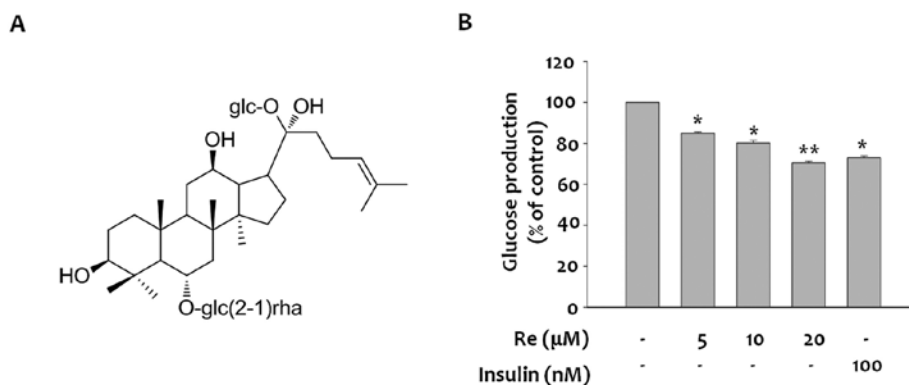 A
glc-O
OH
OH
HO
O-glc(2-1)rha
B
Glucose production
(% of control)
120
100
80
60
40
20
0
* * ** *
Re (µM) - 5 10 20 -
Insulin (nM) - - - - 100